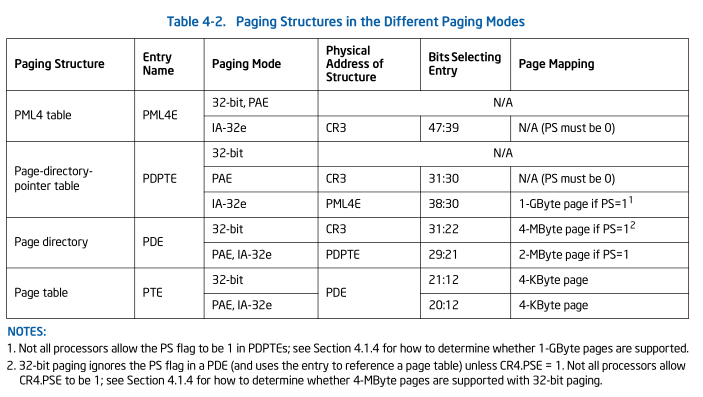 Table 4-2. Paging Structures in the Different Paging Modes
Paging Structure Entry Name Paging Mode Physical Address of Structure Bits Selecting Entry Page Mapping
PML4 table PML4E 32-bit, PAE N/A
IA-32e CR3 47:39 N/A (PS must be 0)
Page-directory-pointer table PDPTE 32-bit N/A
PAE CR3 31:30 N/A (PS must be 0)
IA-32e PML4E 38:30 1-GByte page if PS=1¹
Page directory PDE 32-bit CR3 31:22 4-MByte page if PS=1²
PAE, IA-32e PDPTE 29:21 2-MByte page if PS=1
Page table PTE 32-bit PDE 21:12 4-KByte page
PAE, IA-32e 20:12 4-KByte page
NOTES:
1. Not all processors allow the PS flag to be 1 in PDPTEs; see Section 4.1.4 for how to determine whether 1-GByte pages are supported.
2. 32-bit paging ignores the PS flag in a PDE (and uses the entry to reference a page table) unless CR4.PSE = 1. Not all processors allow
CR4.PSE to be 1; see Section 4.1.4 for how to determine whether 4-MByte pages are supported with 32-bit paging.